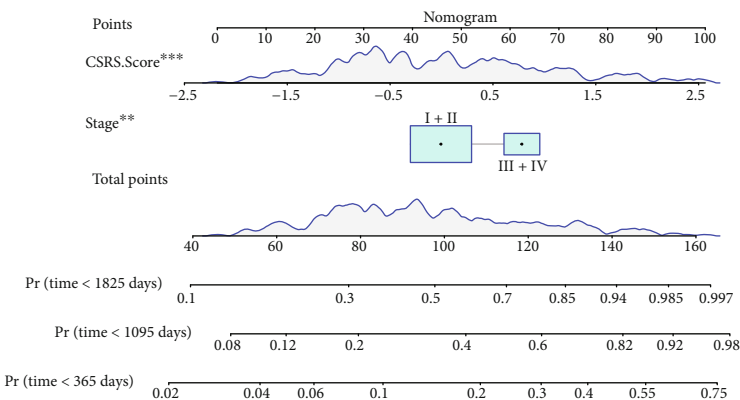 Nomogram
Points
0 10 20 30 40 50 60 70 80 90 100
CSRS.Score***
−2.5 −1.5 −0.5 0.5 1.5 2.5
Stage**
I + II
III + IV
Total points
40 60 80 100 120 140 160
Pr (time < 1825 days)
0.1 0.3 0.5 0.7 0.85 0.94 0.985 0.997
Pr (time < 1095 days)
0.08 0.12 0.2 0.4 0.6 0.82 0.92 0.98
Pr (time < 365 days)
0.02 0.04 0.06 0.1 0.2 0.3 0.4 0.55 0.75